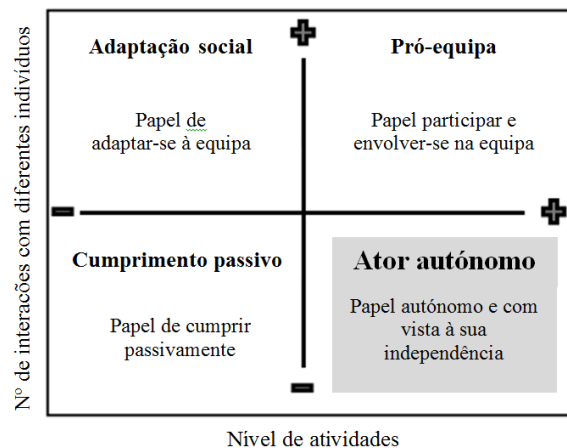 Adaptação social
Pró-equipa
Papel de
adaptar-se à equipa
Papel participar e
envolver-se na equipa
Cumprimento passivo
Ator autónomo
Papel de cumprir
passivamente
Papel autónomo e com
vista à sua
independência
Nº de interacões com diferentes indivíduos
Nível de atividades